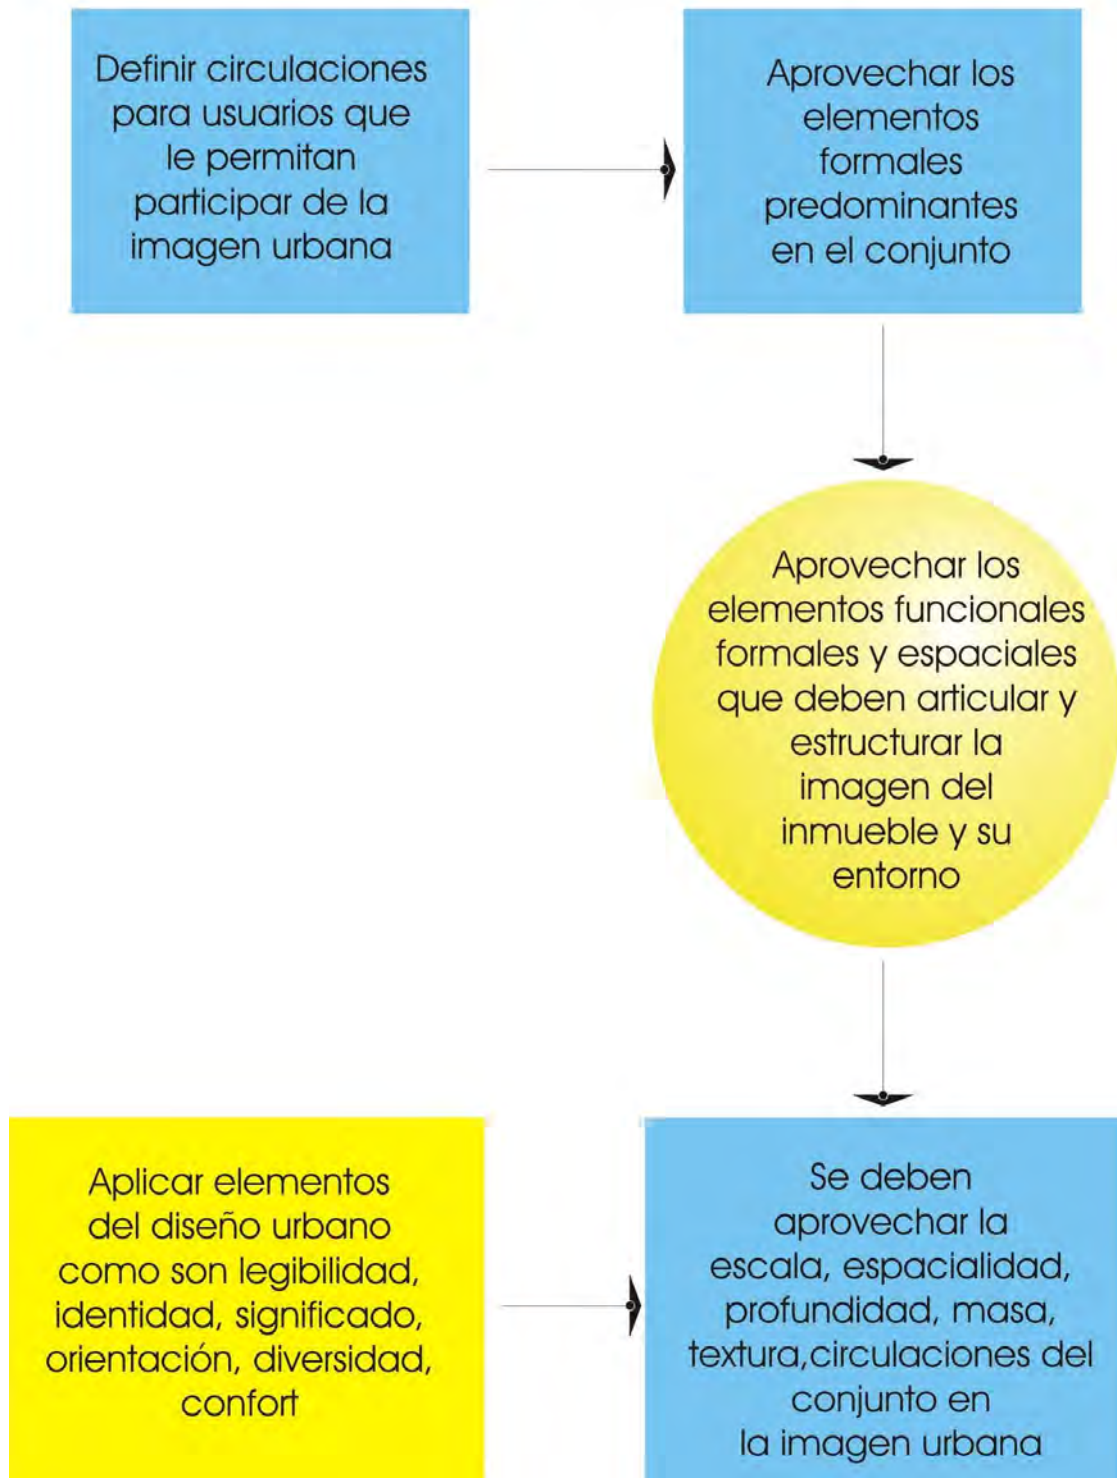 Definir circulaciones
para usuarios que
le permitan
participar de la
imagen urbana
Aprovechar los
elementos
formales
predominantes
en el conjunto
Aprovechar los
elementos funcionales
formales y espaciales
que deben articular y
estructurar la
imagen del
inmueble y su
entorno
Aplicar elementos
del diseño urbano
como son legibilidad,
identidad, significado,
orientación, diversidad,
confort
Se deben
aprovechar la
escala, espacialidad,
profundidad, masa,
textura,circulaciones del
conjunto en
la imagen urbana